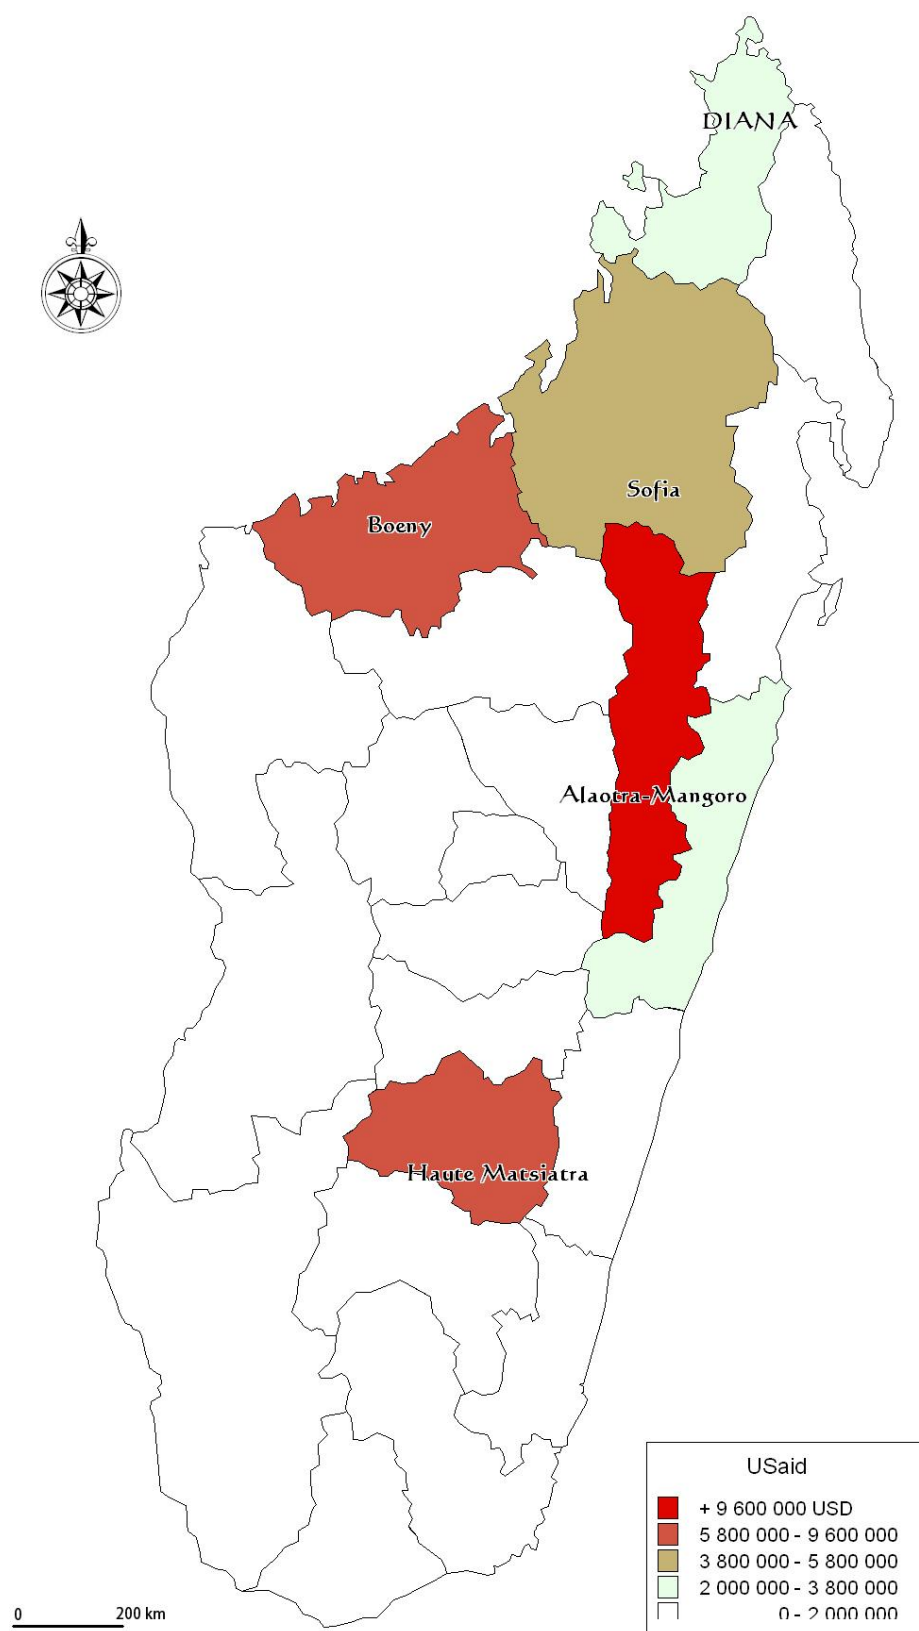 DIANA
Sofia
Boeny
Alaotra-Mangoro
Haute Matsiatra
USaid
+ 9 600 000 USD
5 800 000 - 9 600 000
3 800 000 - 5 800 000
2 000 000 - 3 800 000
0 - 2 000 000
0 200 km